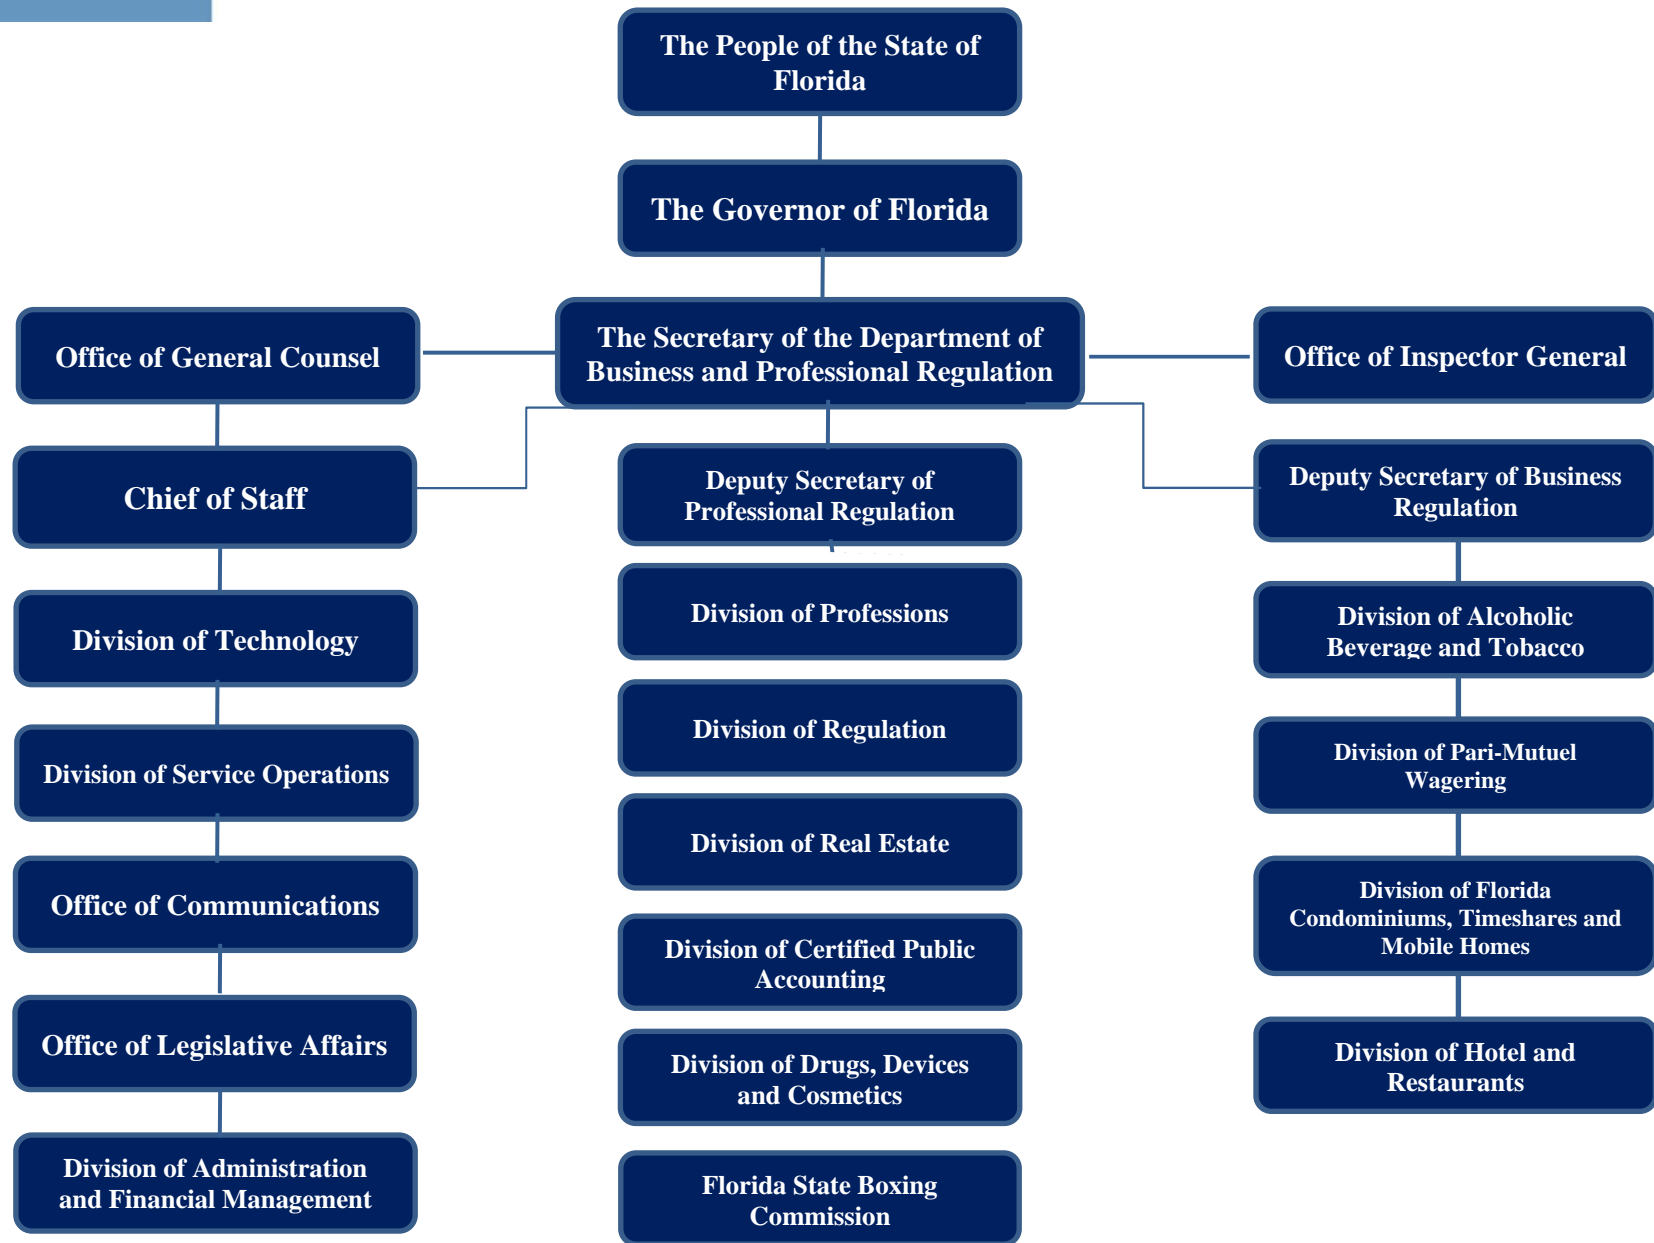 The People of the State of
Florida
The Governor of Florida
The Secretary of the Department of
Business and Professional Regulation
Office of General Counsel
Office of Inspector General
Chief of Staff
Deputy Secretary of
Professional Regulation
Deputy Secretary of Business
Regulation
Division of Technology
Division of Professions
Division of Alcoholic
Beverage and Tobacco
Division of Service Operations
Division of Regulation
Division of Pari-Mutuel
Wagering
Office of Communications
Division of Real Estate
Division of Florida
Condominiums, Timeshares and
Mobile Homes
Office of Legislative Affairs
Division of Certified Public
Accounting
Division of Hotel and
Restaurants
Division of Drugs, Devices
and Cosmetics
Division of Administration
and Financial Management
Florida State Boxing
Commission